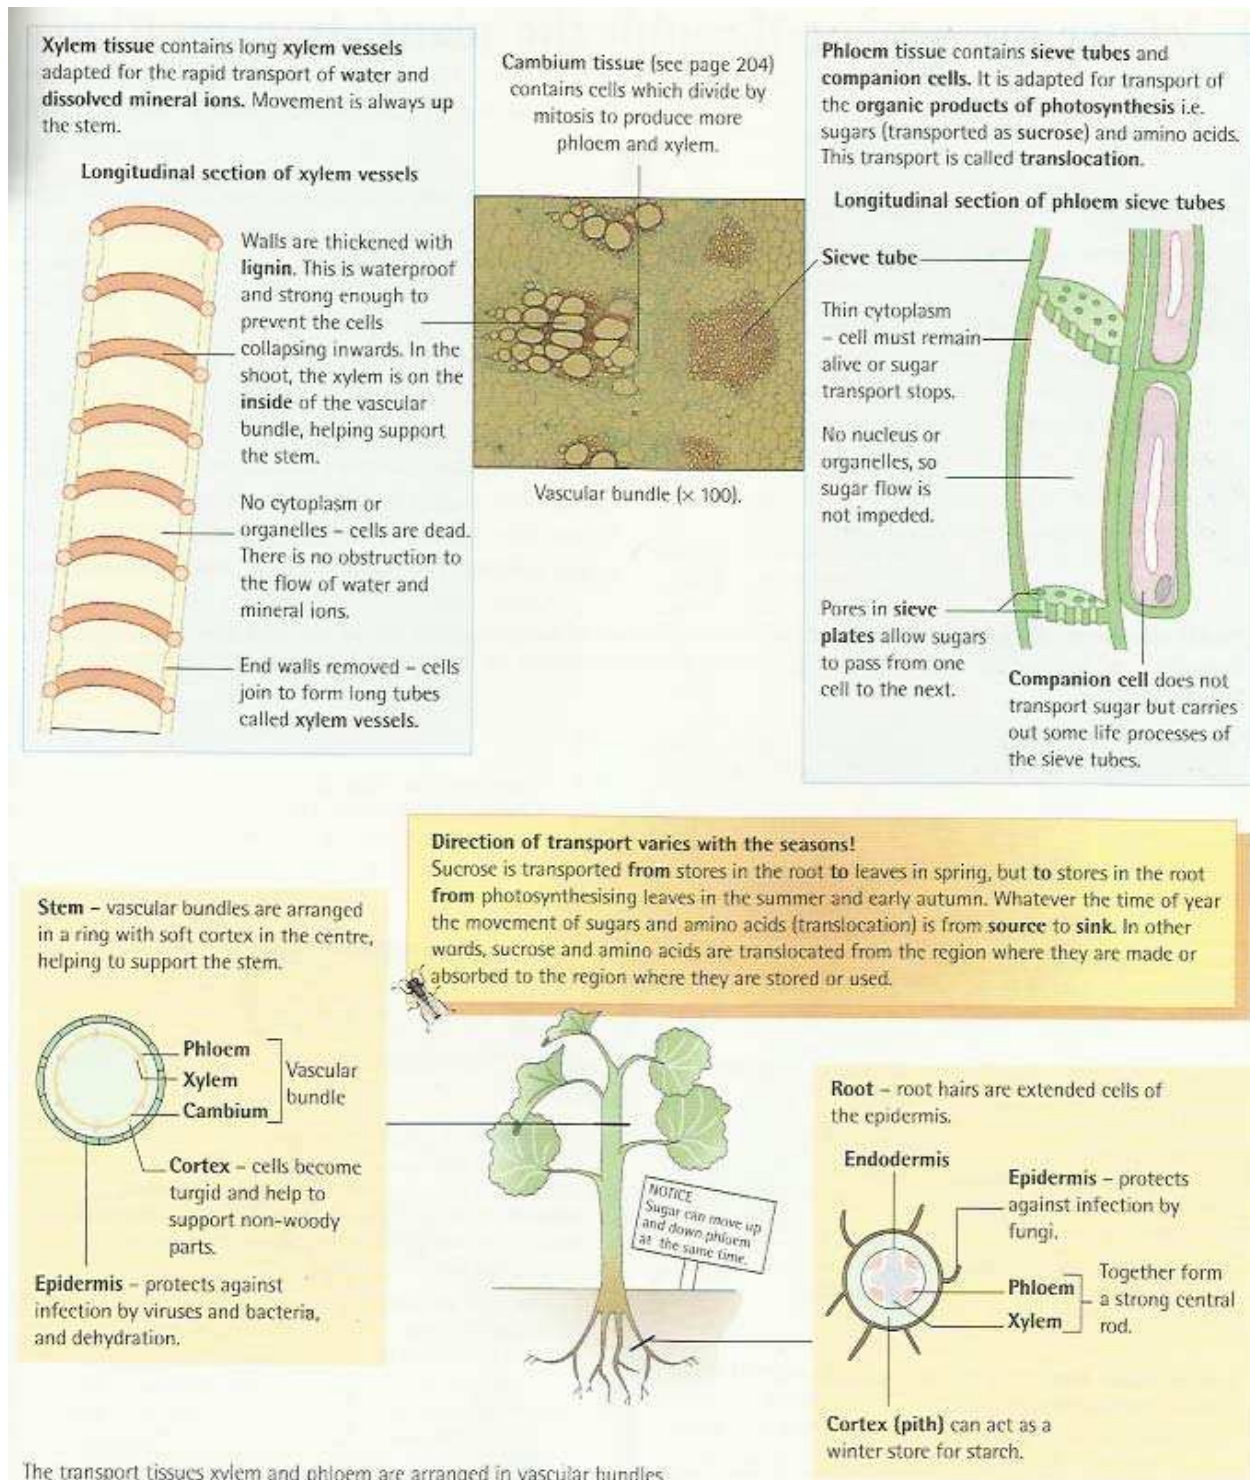 Xylem tissue contains long xylem vessels
adapted for the rapid transport of water and
dissolved mineral ions. Movement is always up
the stem.
Longitudinal section of xylem vessels
Walls are thickened with
lignin. This is waterproof
and strong enough to
prevent the cells
collapsing inwards. In the
shoot, the xylem is on the
inside of the vascular
bundle, helping support
the stem.
No cytoplasm or
organelles – cells are dead.
There is no obstruction to
the flow of water and
mineral ions.
End walls removed – cells
join to form long tubes
called xylem vessels.
Cambium tissue (see page 204)
contains cells which divide by
mitosis to produce more
phloem and xylem.
Vascular bundle (× 100).
Phloem tissue contains sieve tubes and
companion cells. It is adapted for transport of
the organic products of photosynthesis i.e.
sugars (transported as sucrose) and amino acids.
This transport is called translocation.
Longitudinal section of phloem sieve tubes
Sieve tube
Thin cytoplasm
– cell must remain
alive or sugar
transport stops.
No nucleus or
organelles, so
sugar flow is
not impeded.
Pores in sieve
plates allow sugars
to pass from one
cell to the next.
Companion cell does not
transport sugar but carries
out some life processes of
the sieve tubes.
Direction of transport varies with the seasons!
Sucrose is transported from stores in the root to leaves in spring, but to stores in the root
from photosynthesising leaves in the summer and early autumn. Whatever the time of year
the movement of sugars and amino acids (translocation) is from source to sink. In other
words, sucrose and amino acids are translocated from the region where they are made or
absorbed to the region where they are stored or used.
Stem – vascular bundles are arranged
in a ring with soft cortex in the centre,
helping to support the stem.
Phloem
Xylem
Cambium
Vascular
bundle
Cortex – cells become
turgid and help to
support non-woody
parts.
Epidermis – protects against
infection by viruses and bacteria,
and dehydration.
NOTICE
Sugar can move up
and down phloem
at the same time.
Root – root hairs are extended cells of
the epidermis.
Endodermis
Epidermis – protects
against infection by
fungi.
Phloem
Xylem
Together form
a strong central
rod.
Cortex (pith) can act as a
winter store for starch.
The transport tissues xylem and phloem are arranged in vascular bundles